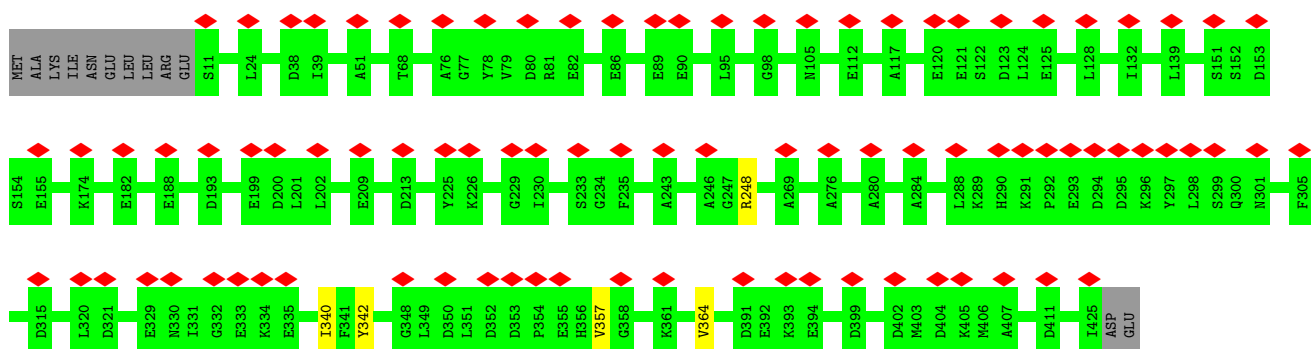 MET ALA LYS ILE ASN GLU LEU LEU ARG GLU S11 L24 D38 I39 A51 T68 A76 G77 Y78 V79 D80 R81 E82 E86 E89 E90 L95 G98 N105 E112 A117 E120 E121 S122 D123 L124 E125 L128 I132 L139 S151 S152 D153
S154 E155 K174 E182 E188 D193 E199 D200 L201 L202 E209 D213 Y225 K226 G229 I230 S233 G234 F235 A243 A246 G247 R248 A269 A276 A280 A284 L288 K289 H290 K291 P292 E293 D294 D295 K296 Y297 L298 S299 Q300 N301 F305
D315 L320 D321 E329 N330 I331 G332 E333 K334 E335 I340 F341 Y342 G348 L349 D350 L351 D352 D353 P354 E355 H356 V357 G358 K361 V364 D391 E392 K393 E394 D399 D402 M403 D404 K405 M406 A407 D411 I425 ASP GLU